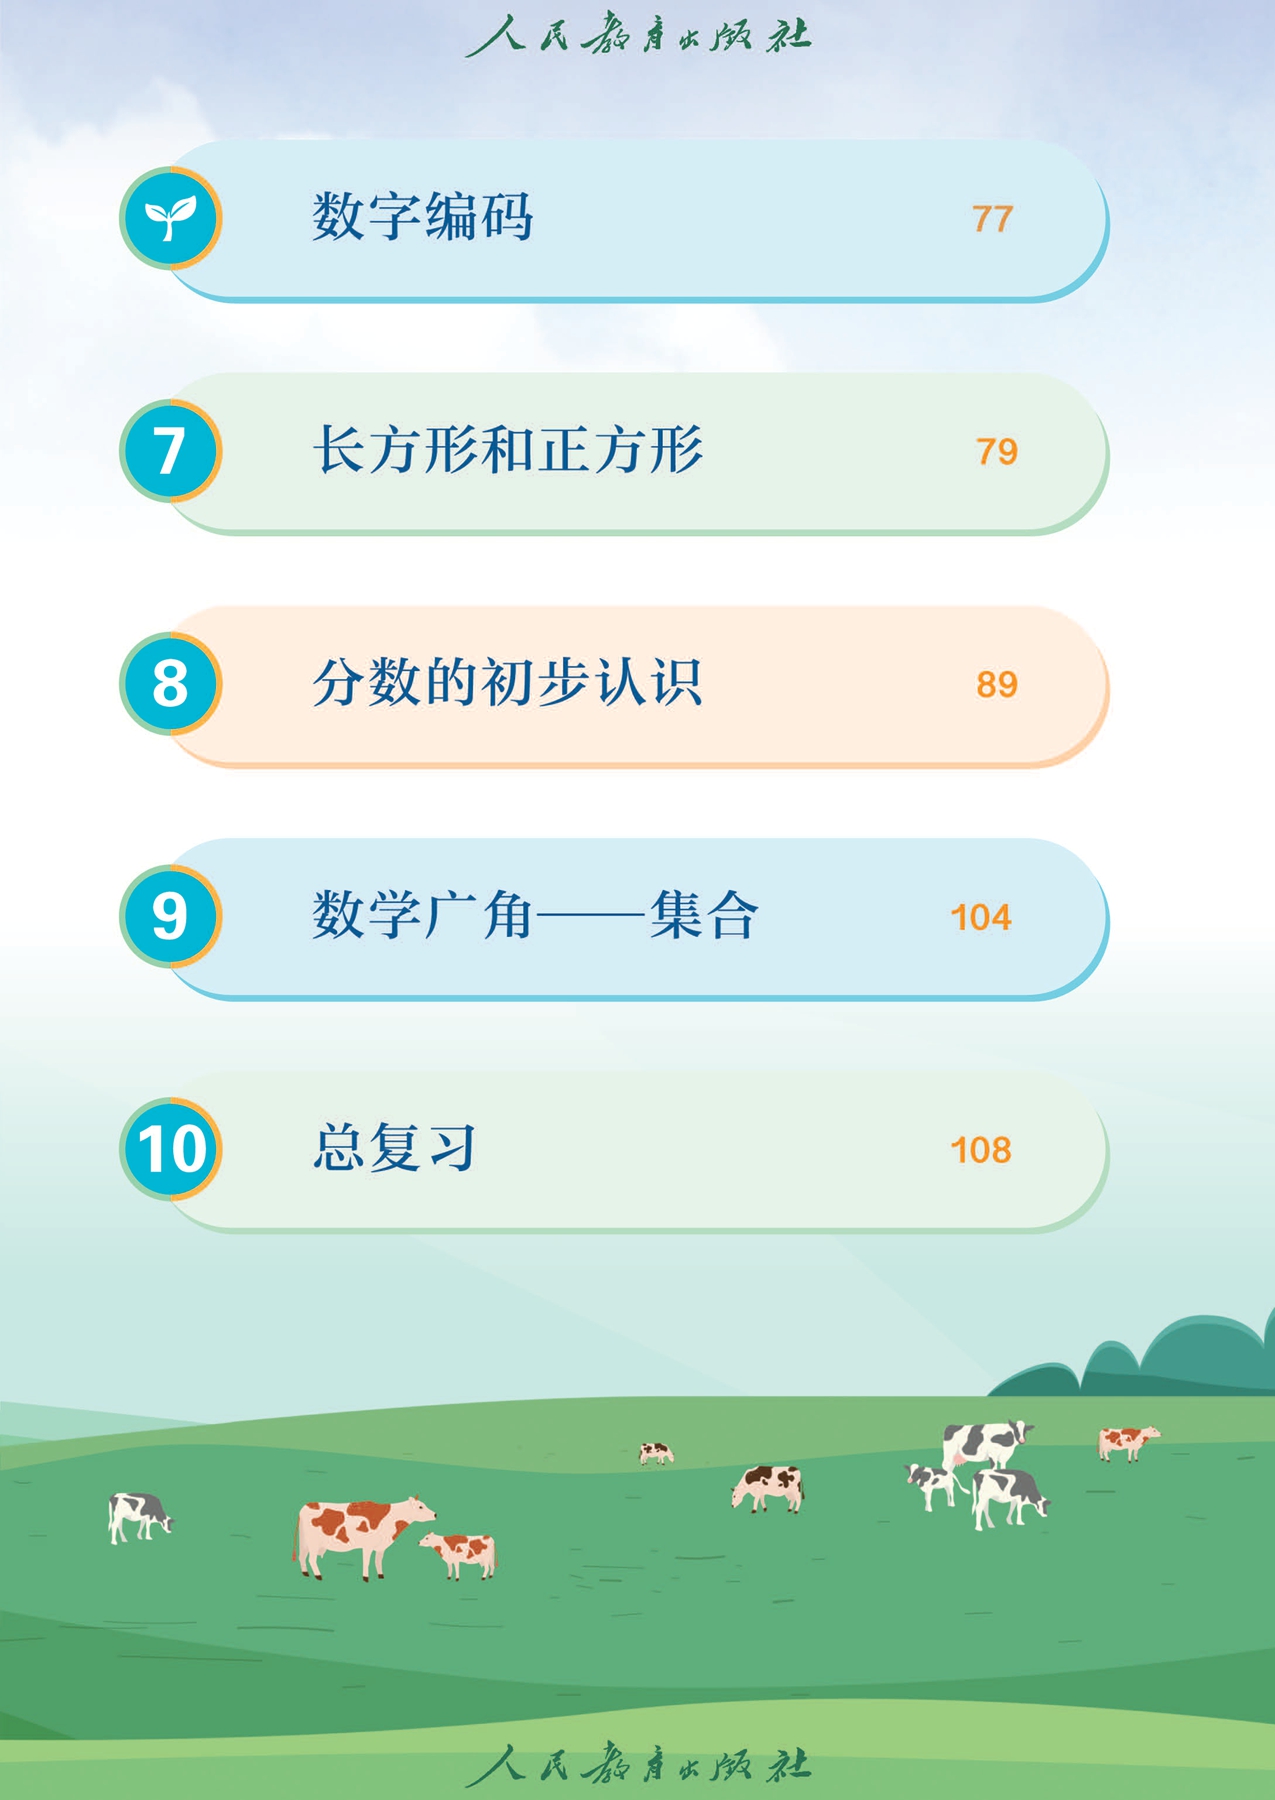 人民教育出版社
数字编码 77
7 长方形和正方形 79
8 分数的初步认识 89
9 数学广角——集合 104
10 总复习 108
人民教育出版社